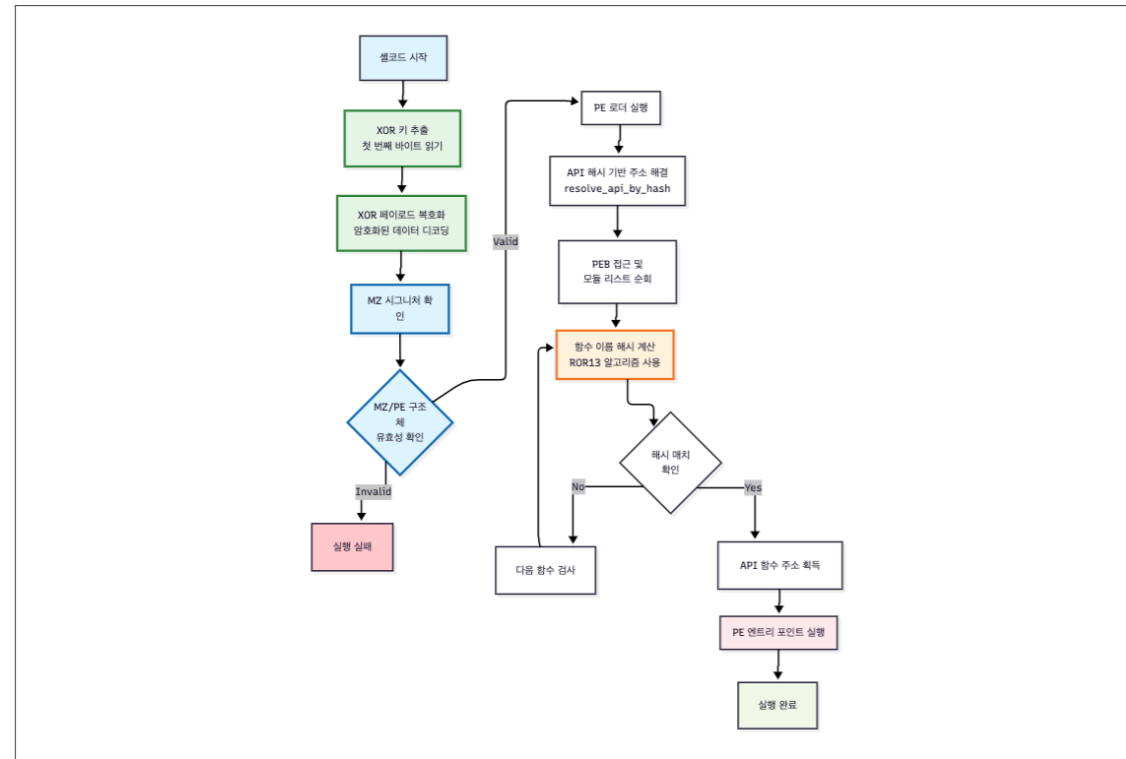 셸코드 시작
XOR 키 추출
첫 번째 바이트 읽기
XOR 페이로드 복호화
암호화된 데이터 디코딩
MZ 시그니처 확
인
MZ/PE 구조
체
유효성 확인
Invalid
실행 실패
Valid
PE 로더 실행
API 해시 기반 주소 해결
resolve_api_by_hash
PEB 접근 및
모듈 리스트 순회
함수 이름 해시 계산
ROR13 알고리즘 사용
해시 매치
확인
No
Yes
다음 함수 검사
API 함수 주소 획득
PE 엔트리 포인트 실행
실행 완료